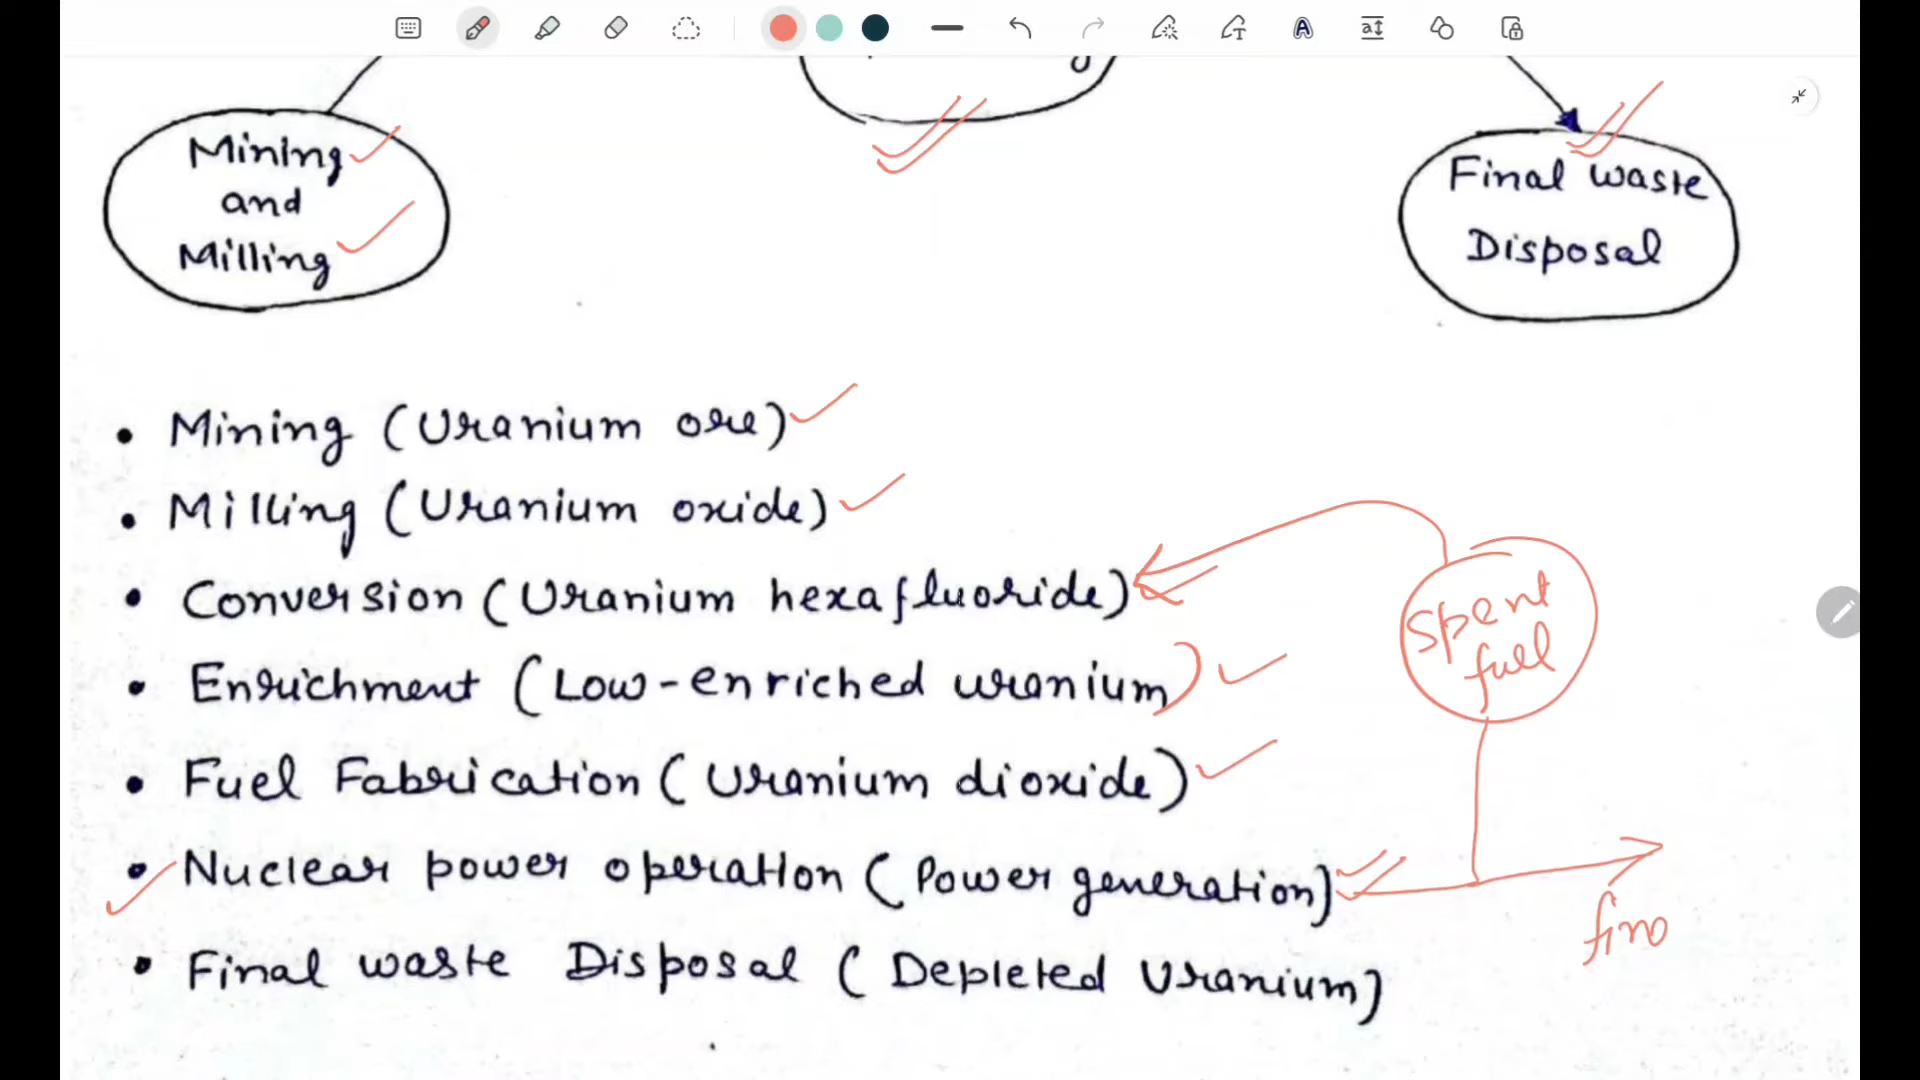 Mining
and
Milling
Final waste
Disposal
• Mining (Uranium ore)
• Milling (Uranium oxide)
• Conversion (Uranium hexafluoride)
• Enrichment (Low-enriched uranium)
• Fuel Fabrication (Uranium dioxide)
• Nuclear power operation (Power generation)
• Final waste Disposal (Depleted Uranium)
Spent
fuel
fina